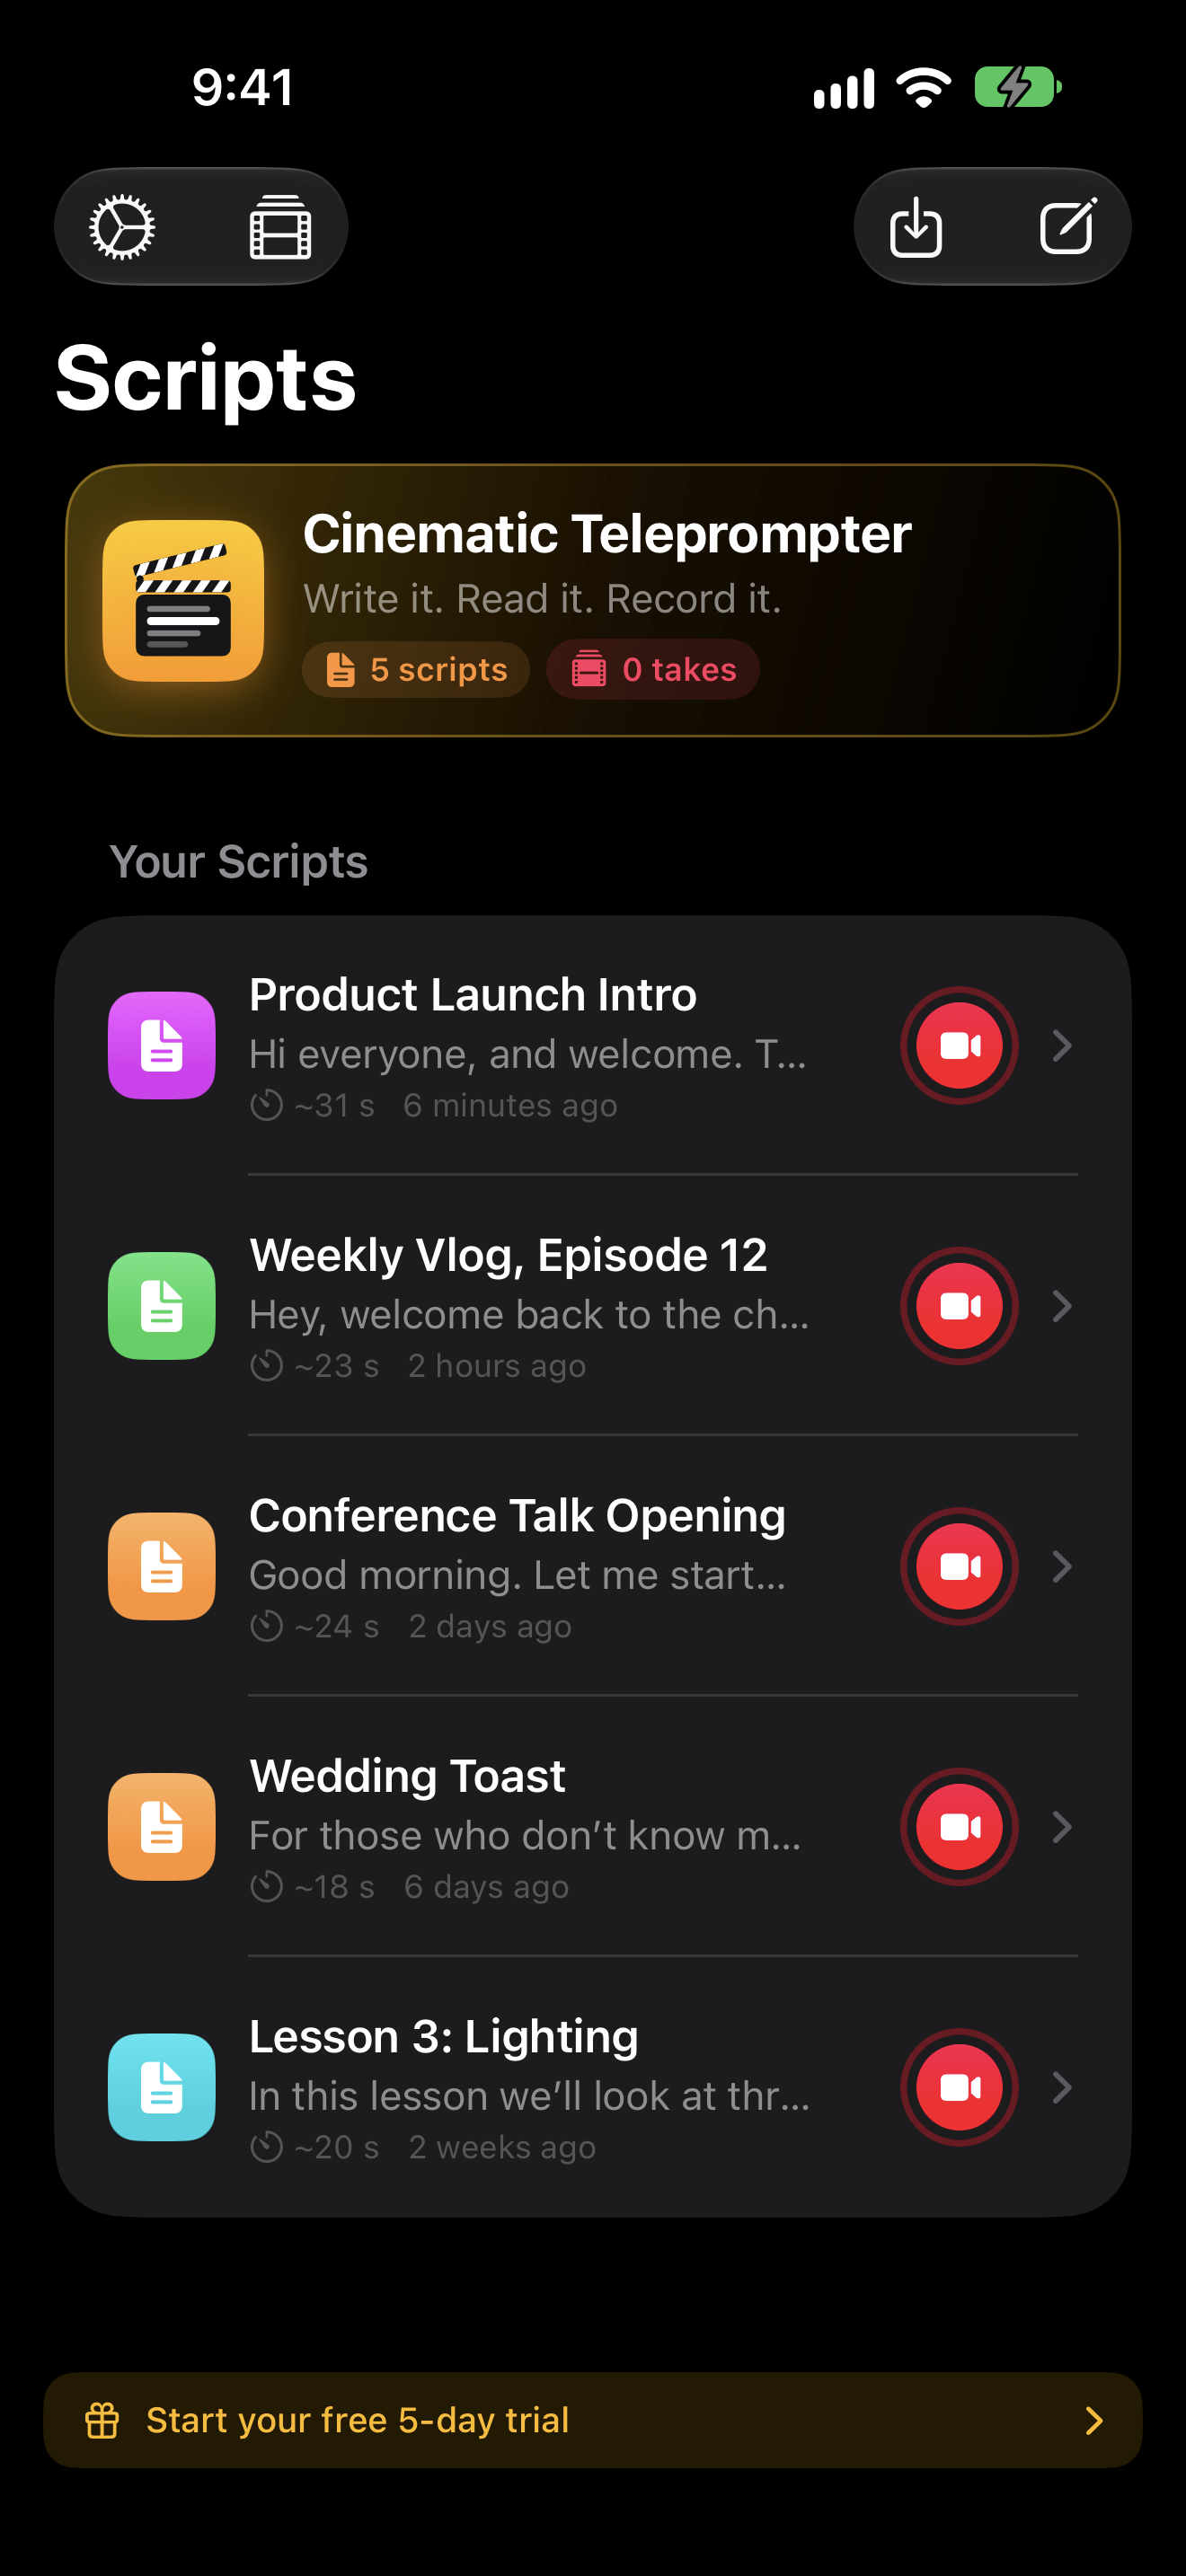 9:41
Scripts
Cinematic Teleprompter
Write it. Read it. Record it.
5 scripts 0 takes
Your Scripts
Product Launch Intro
Hi everyone, and welcome. T...
~31 s 6 minutes ago
Weekly Vlog, Episode 12
Hey, welcome back to the ch...
~23 s 2 hours ago
Conference Talk Opening
Good morning. Let me start...
~24 s 2 days ago
Wedding Toast
For those who don’t know m...
~18 s 6 days ago
Lesson 3: Lighting
In this lesson we’ll look at thr...
~20 s 2 weeks ago
Start your free 5-day trial